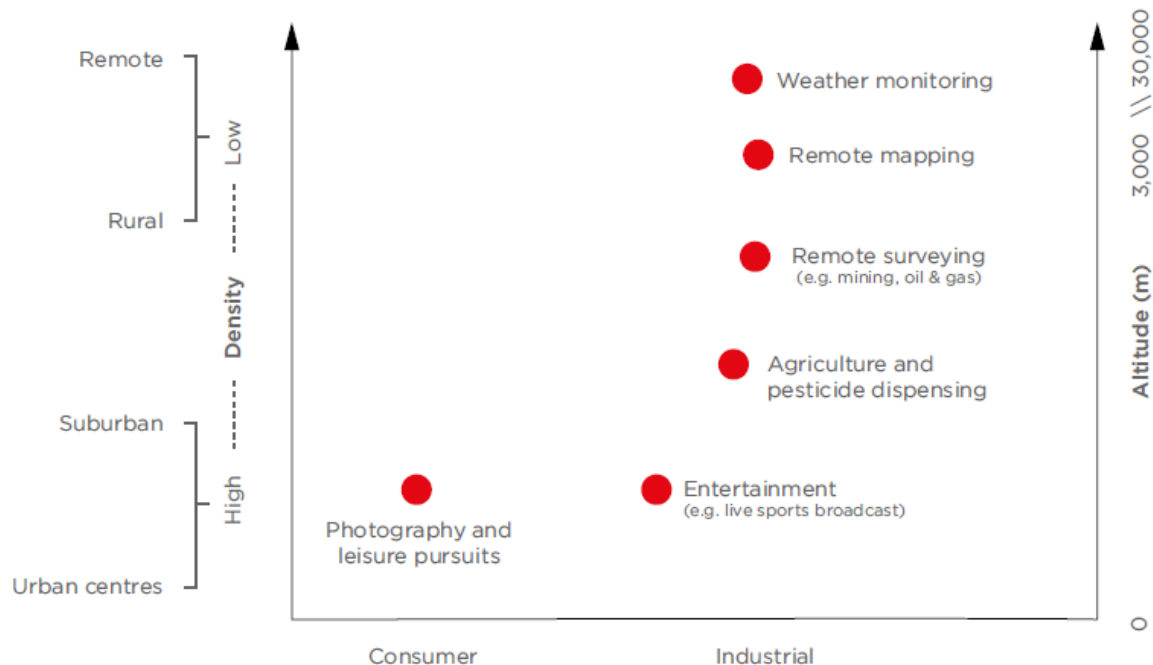 Remote
Rural
Suburban
Urban centres
Low
Density
High
Weather monitoring
Remote mapping
Remote surveying
(e.g. mining, oil & gas)
Agriculture and
pesticide dispensing
Entertainment
(e.g. live sports broadcast)
Photography and
leisure pursuits
Consumer
Industrial
3,000 \\ 30,000
Altitude (m)
0